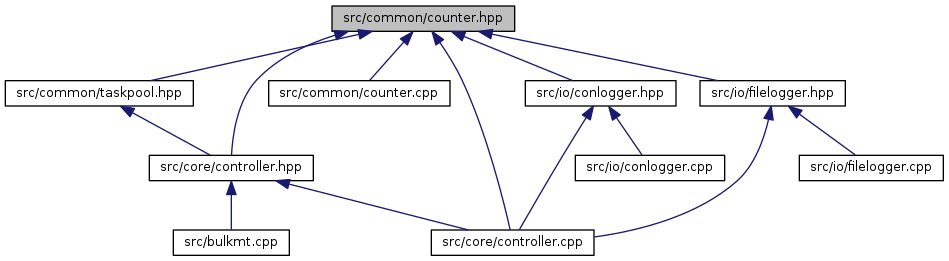 src/common/counter.hpp
src/common/taskpool.hpp
src/common/counter.cpp
src/io/conlogger.hpp
src/io/filelogger.hpp
src/core/controller.hpp
src/io/conlogger.cpp
src/io/filelogger.cpp
src/bulkmt.cpp
src/core/controller.cpp